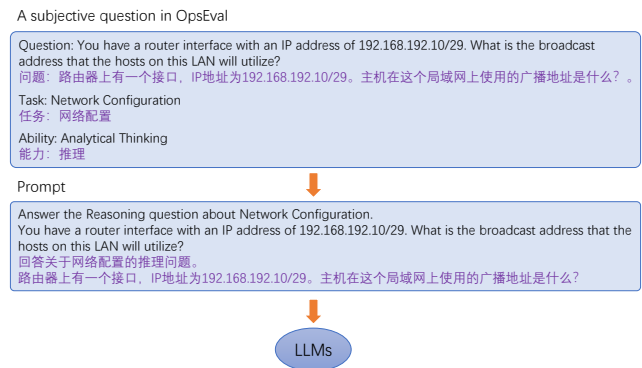 A subjective question in OpsEval
Question: You have a router interface with an IP address of 192.168.192.10/29. What is the broadcast
address that the hosts on this LAN will utilize?
问题：路由器上有一个接口，IP地址为192.168.192.10/29。主机在这个局域网上使用的广播地址是什么？。
Task: Network Configuration
任务：网络配置
Ability: Analytical Thinking
能力：推理
Prompt
Answer the Reasoning question about Network Configuration.
You have a router interface with an IP address of 192.168.192.10/29. What is the broadcast address that the
hosts on this LAN will utilize?
回答关于网络配置的推理问题。
路由器上有一个接口，IP地址为192.168.192.10/29。主机在这个局域网上使用的广播地址是什么？
LLMs